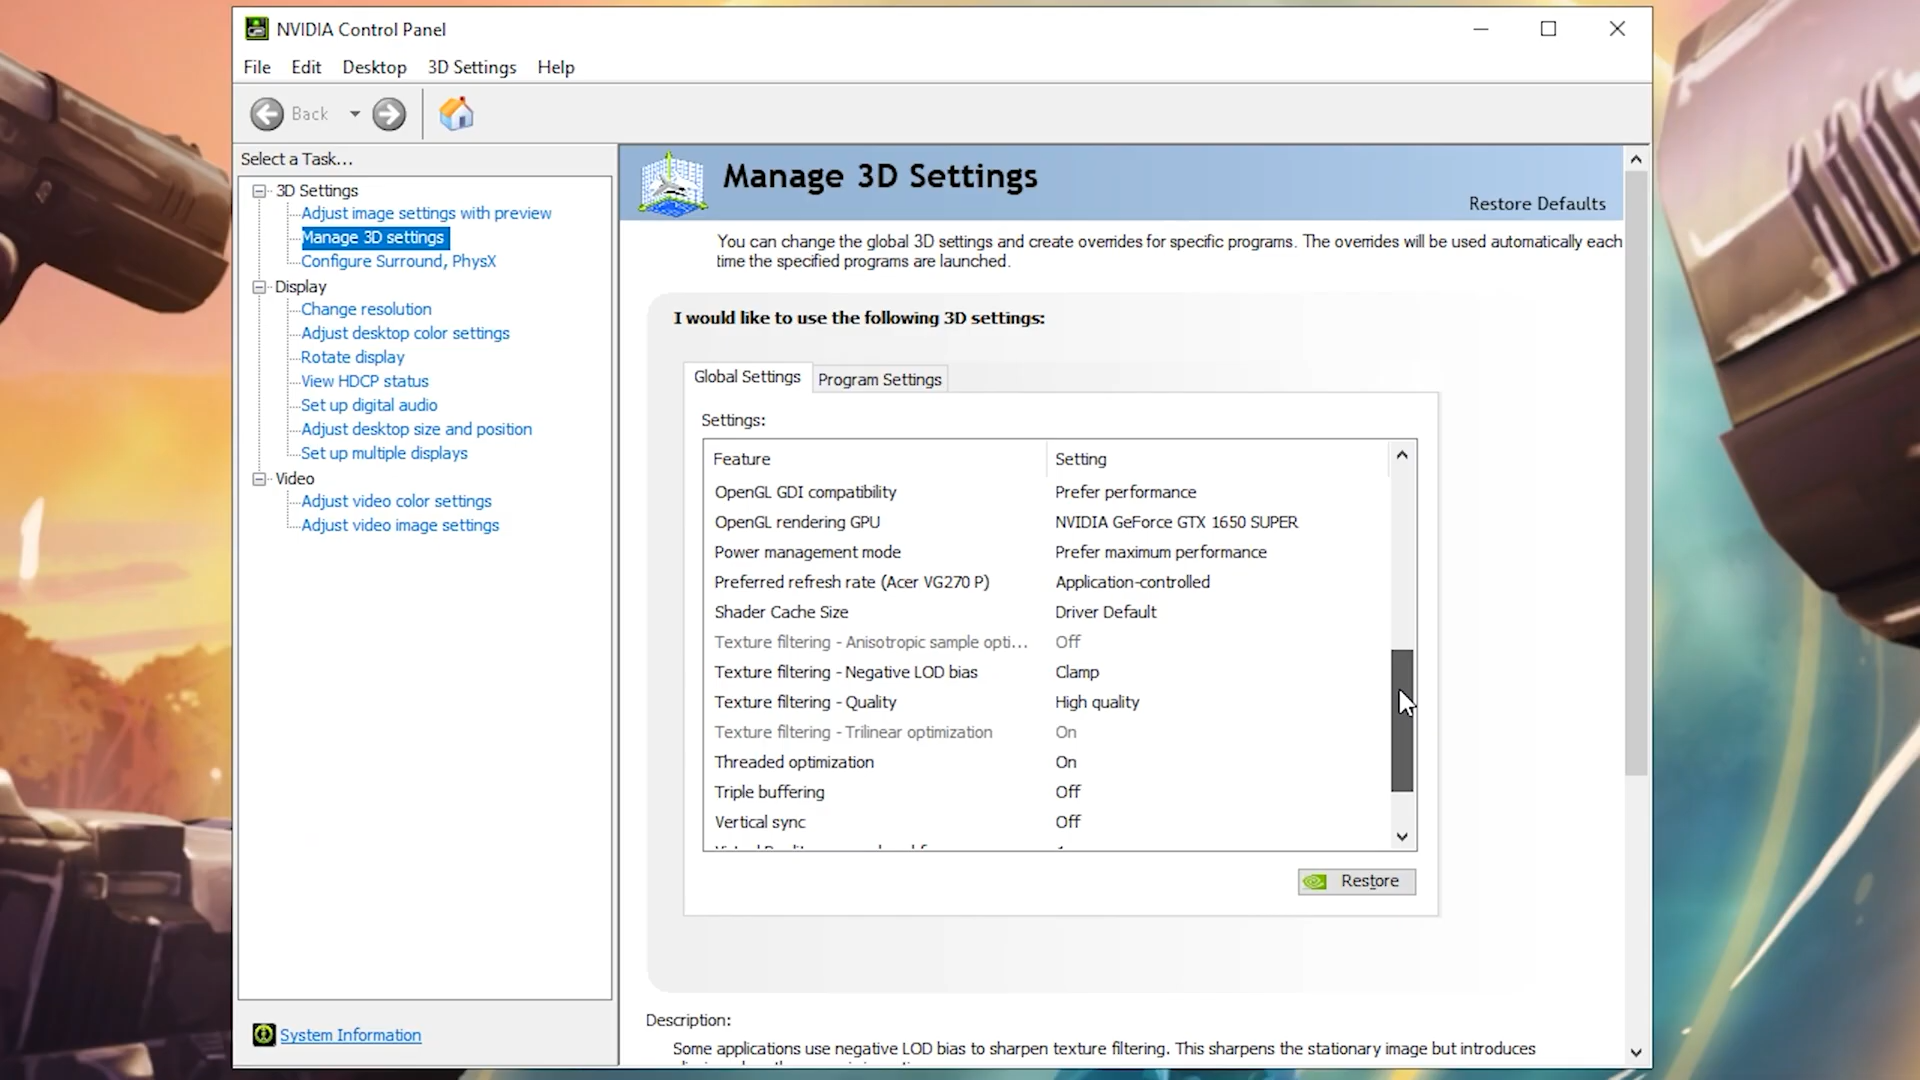 NVIDIA Control Panel
File Edit Desktop 3D Settings Help
Back
Select a Task...
3D Settings
Adjust image settings with preview
Manage 3D settings
Configure Surround, PhysX
Display
Change resolution
Adjust desktop color settings
Rotate display
View HDCP status
Set up digital audio
Adjust desktop size and position
Set up multiple displays
Video
Adjust video color settings
Adjust video image settings
System Information
Manage 3D Settings
Restore Defaults
You can change the global 3D settings and create overrides for specific programs. The overrides will be used automatically each
time the specified programs are launched.
I would like to use the following 3D settings:
Global Settings Program Settings
Settings:
Feature Setting
OpenGL GDI compatibility Prefer performance
OpenGL rendering GPU NVIDIA GeForce GTX 1650 SUPER
Power management mode Prefer maximum performance
Preferred refresh rate (Acer VG270 P) Application-controlled
Shader Cache Size Driver Default
Texture filtering - Anisotropic sample opti... Off
Texture filtering - Negative LOD bias Clamp
Texture filtering - Quality High quality
Texture filtering - Trilinear optimization On
Threaded optimization On
Triple buffering Off
Vertical sync Off
Restore
Description:
Some applications use negative LOD bias to sharpen texture filtering. This sharpens the stationary image but introduces